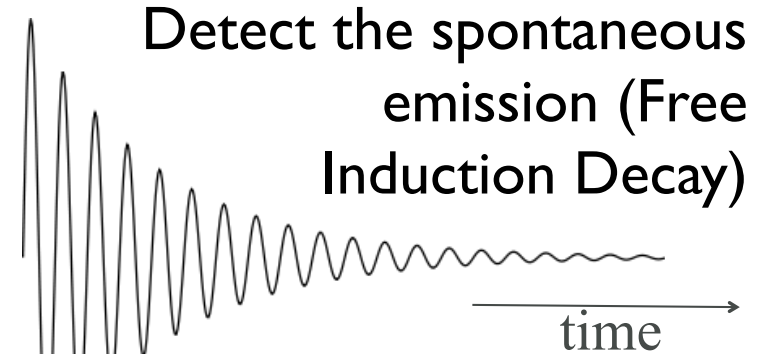 Detect the spontaneous
emission (Free
Induction Decay)
time